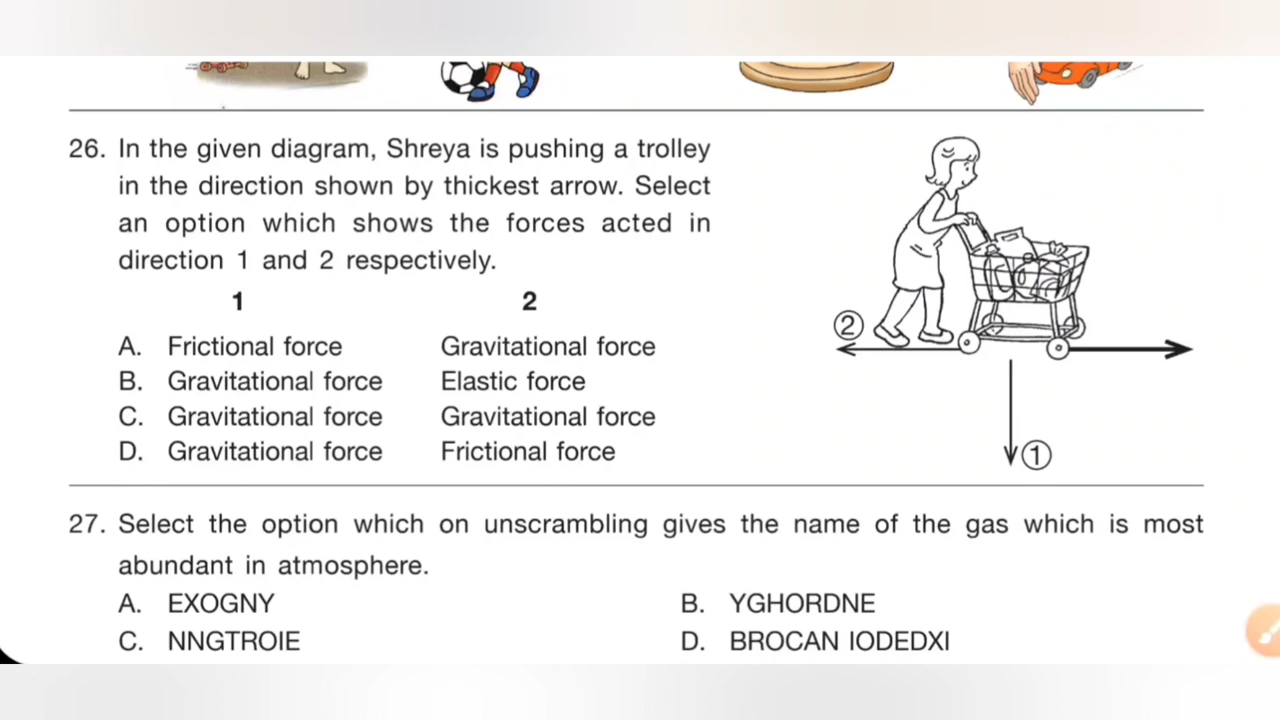 26. In the given diagram, Shreya is pushing a trolley
in the direction shown by thickest arrow. Select
an option which shows the forces acted in
direction 1 and 2 respectively.
1 2
A. Frictional force Gravitational force
B. Gravitational force Elastic force
C. Gravitational force Gravitational force
D. Gravitational force Frictional force
2
1
27. Select the option which on unscrambling gives the name of the gas which is most
abundant in atmosphere.
A. EXOGNY B. YGHORDNE
C. NNGTROIE D. BROCAN IODEDXI